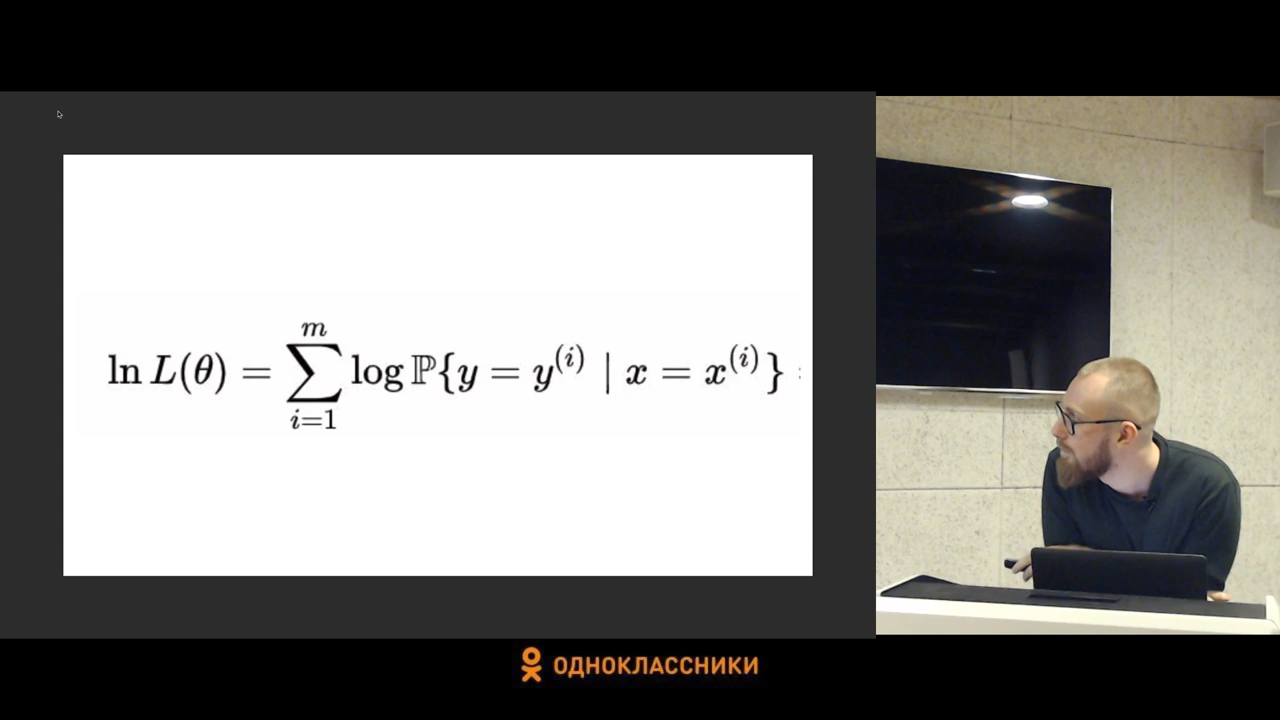 ln L(θ) = ∑_{i=1}^{m} log ℙ{y = y^{(i)} | x = x^{(i)}}
ОДНОКЛАССНИКИ